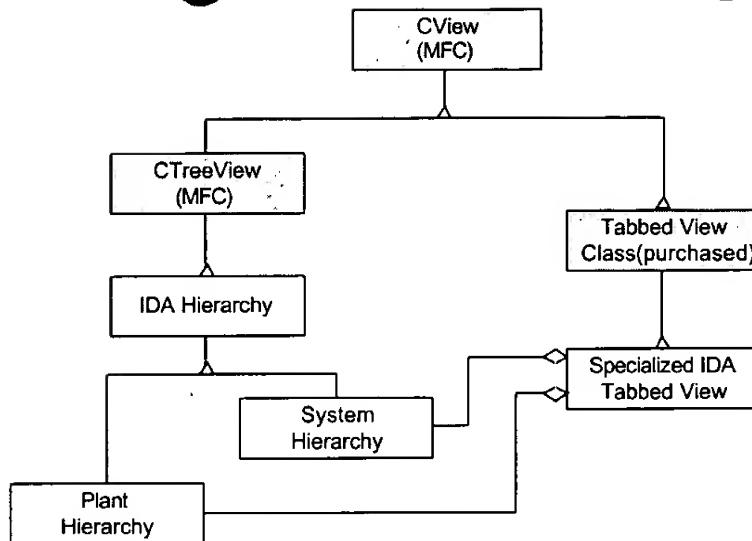 CView
(MFC)
CTreeView
(MFC)
Tabbed View
Class(purchased)
IDA Hierarchy
Specialized IDA
Tabbed View
System
Hierarchy
Plant
Hierarchy